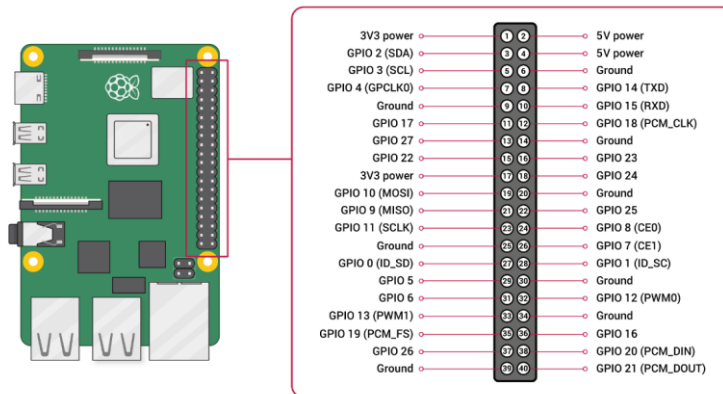 3V3 power 1 2 5V power
GPIO 2 (SDA) 3 4 5V power
GPIO 3 (SCL) 5 6 Ground
GPIO 4 (GPCLK0) 7 8 GPIO 14 (TXD)
Ground 9 10 GPIO 15 (RXD)
GPIO 17 11 12 GPIO 18 (PCM_CLK)
GPIO 27 13 14 Ground
GPIO 22 15 16 GPIO 23
3V3 power 17 18 GPIO 24
GPIO 10 (MOSI) 19 20 Ground
GPIO 9 (MISO) 21 22 GPIO 25
GPIO 11 (SCLK) 23 24 GPIO 8 (CE0)
Ground 25 26 GPIO 7 (CE1)
GPIO 0 (ID_SD) 27 28 GPIO 1 (ID_SC)
GPIO 5 29 30 Ground
GPIO 6 31 32 GPIO 12 (PWM0)
GPIO 13 (PWM1) 33 34 Ground
GPIO 19 (PCM_FS) 35 36 GPIO 16
GPIO 26 37 38 GPIO 20 (PCM_DIN)
Ground 39 40 GPIO 21 (PCM_DOUT)